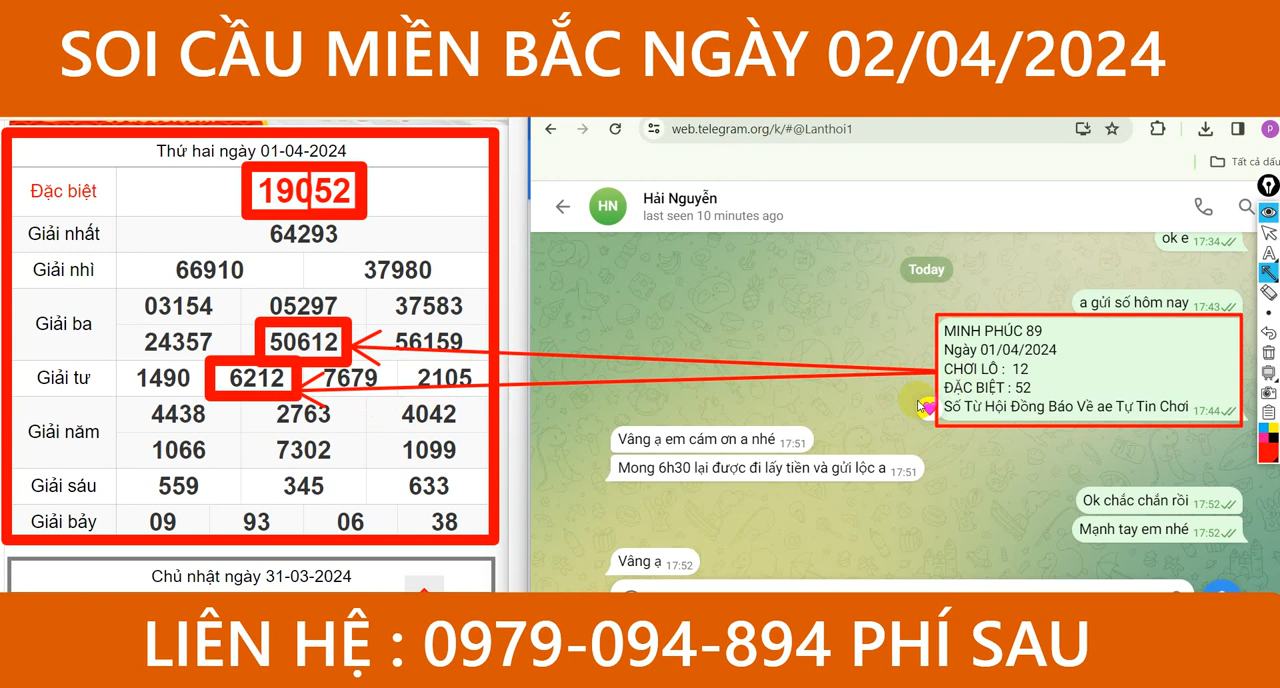 SOI CẦU MIỀN BẮC NGÀY 02/04/2024
Thứ hai ngày 01-04-2024
Đặc biệt 19052
Giải nhất 64293
Giải nhì 66910 37980
Giải ba 03154 05297 37583
24357 50612 56159
Giải tư 1490 6212 7679 2105
Giải năm 4438 2763 4042
1066 7302 1099
Giải sáu 559 345 633
Giải bảy 09 93 06 38
Chủ nhật ngày 31-03-2024
web.telegram.org/k/#@Lanthoi1
P
Tất cả dấu
HN
Hải Nguyễn
last seen 10 minutes ago
ok e 17:34
Today
a gửi số hôm nay 17:43
MINH PHÚC 89
Ngày 01/04/2024
CHƠI LÔ : 12
ĐẶC BIỆT : 52
Số Từ Hội Đồng Báo Về ae Tự Tin Chơi 17:44
Vâng ạ em cám ơn a nhé 17:51
Mong 6h30 lại được đi lấy tiền và gửi lộc a 17:51
Ok chắc chắn rồi 17:52
Mạnh tay em nhé 17:52
Vâng ạ 17:52
LIÊN HỆ : 0979-094-894 PHÍ SAU